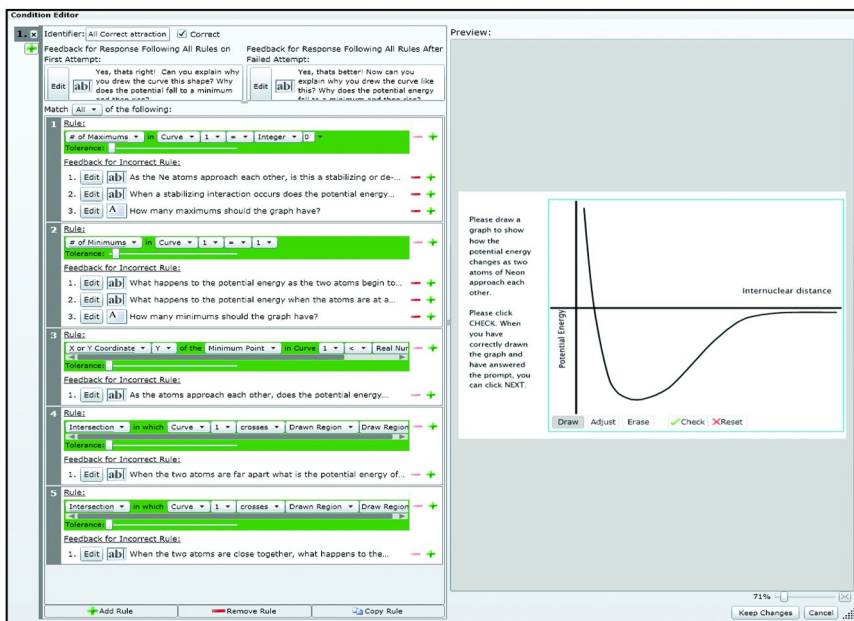 Condition Editor
1. x
Identifier: All Correct attraction Correct
Feedback for Response Following All Rules on First Attempt:
Edit ab Yes, thats right! Can you explain why
you drew the curve this shape? Why
does the potential fall to a minimum
Feedback for Response Following All Rules After Failed Attempt:
Edit ab Yes, thats better! Now can you
explain why you drew the curve like
this? Why does the potential energy
fall to a minimum and then rise?
Match All of the following:
1 Rule:
# of Maximums in Curve 1 = Integer 0
Tolerance:
Feedback for Incorrect Rule:
1. Edit ab As the Ne atoms approach each other, is this a stabilizing or de-...
2. Edit ab When a stabilizing interaction occurs does the potential energy...
3. Edit A How many maximums should the graph have?
2 Rule:
# of Minimums in Curve 1 = 1
Tolerance:
Feedback for Incorrect Rule:
1. Edit ab What happens to the potential energy as the two atoms begin to...
2. Edit ab What happens to the potential energy when the atoms are at a...
3. Edit A How many minimums should the graph have?
3 Rule:
X or Y Coordinate Y of the Minimum Point in Curve 1 < Real Nur
Tolerance:
Feedback for Incorrect Rule:
1. Edit ab As the atoms approach each other, does the potential energy...
4 Rule:
Intersection in which Curve 1 crosses Drawn Region Draw Region
Tolerance:
Feedback for Incorrect Rule:
1. Edit ab When the two atoms are far apart what is the potential energy of...
5 Rule:
Intersection in which Curve 1 crosses Drawn Region Draw Region
Tolerance:
Feedback for Incorrect Rule:
1. Edit ab When the two atoms are close together, what happens to the...
Add Rule Remove Rule Copy Rule
Preview:
Please draw a
graph to show
how the
potential energy
changes as two
atoms of Neon
approach each
other.
Please click
CHECK. When
you have
correctly drawn
the graph and
have answered
the prompt, you
can click NEXT.
Internuclear distance
Potential Energy
Draw Adjust Erase Check Reset
71%
Keep Changes Cancel